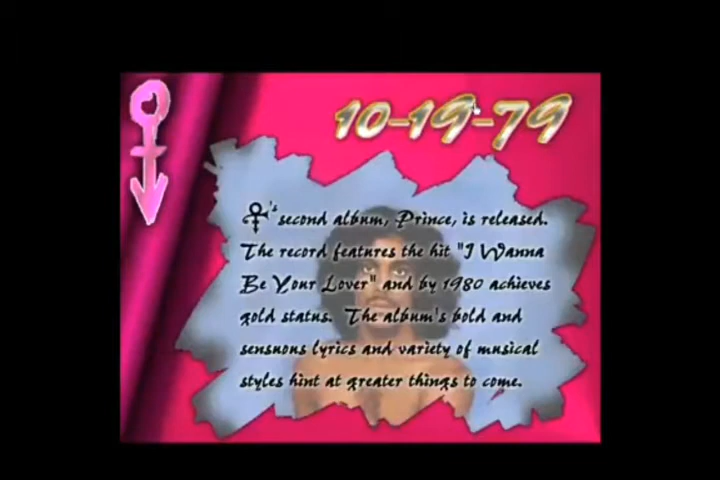 10-19-79
's second album, Prince, is released.
The record features the hit "I Wanna
Be Your Lover" and by 1980 achieves
gold status. The album's bold and
sensuous lyrics and variety of musical
styles hint at greater things to come.